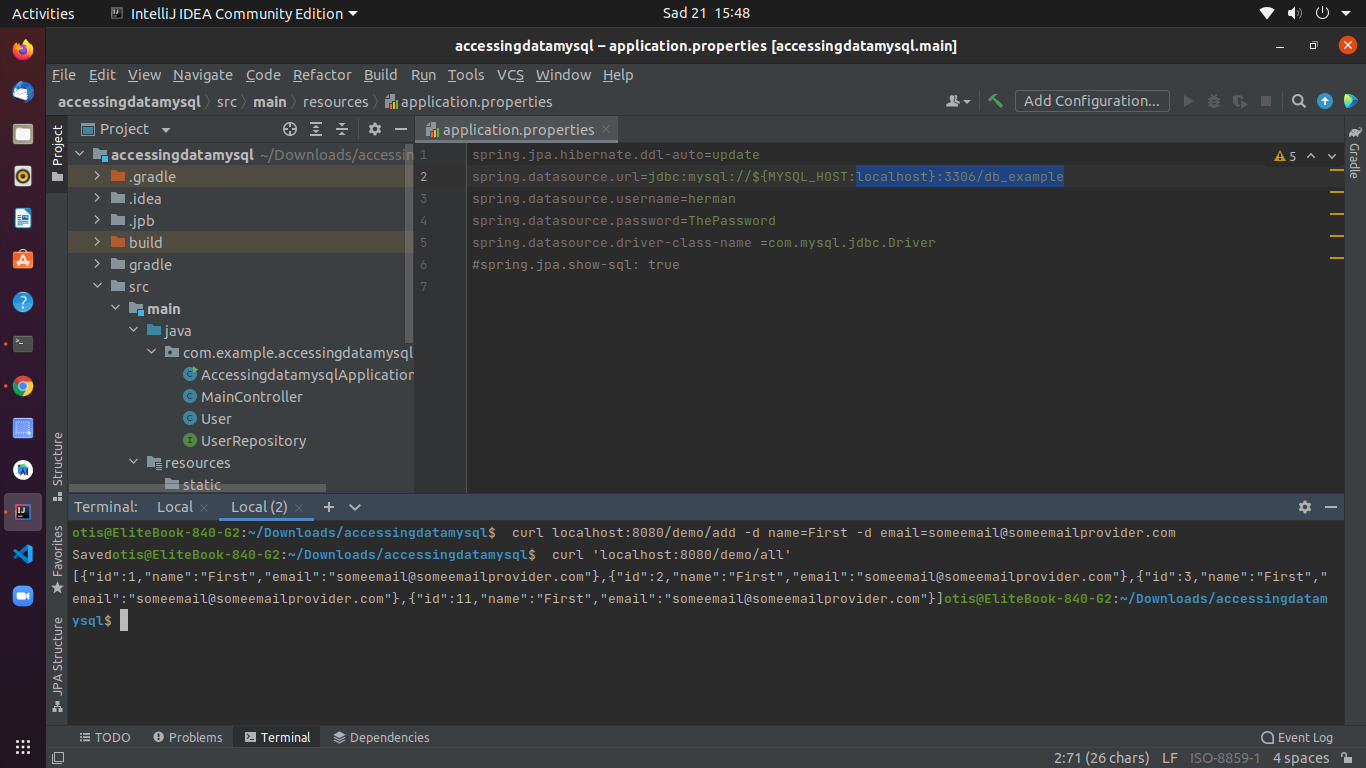 Activities IntelliJ IDEA Community Edition Sad 21 15:48
accessingdatamysql – application.properties [accessingdatamysql.main]
File Edit View Navigate Code Refactor Build Run Tools VCS Window Help
accessingdatamysql src main resources application.properties Add Configuration...
Project
Project
application.properties
Gradle
accessingdatamysql ~/Downloads/accessin
.gradle
.idea
.jpb
build
gradle
src
main
java
com.example.accessingdatamysql
AccessingdatamysqlApplication
MainController
User
UserRepository
resources
static
1 spring.jpa.hibernate.ddl-auto=update
2 spring.datasource.url=jdbc:mysql://${MYSQL_HOST:localhost}:3306/db_example
3 spring.datasource.username=herman
4 spring.datasource.password=ThePassword
5 spring.datasource.driver-class-name =com.mysql.jdbc.Driver
6 #spring.jpa.show-sql: true
7
5
Structure
Favorites
JPA Structure
Terminal: Local Local (2)
otis@EliteBook-840-G2:~/Downloads/accessingdatamysql$  curl localhost:8080/demo/add -d name=First -d email=someemail@someemailprovider.com
Savedotis@EliteBook-840-G2:~/Downloads/accessingdatamysql$  curl 'localhost:8080/demo/all'
[{"id":1,"name":"First","email":"someemail@someemailprovider.com"},{"id":2,"name":"First","email":"someemail@someemailprovider.com"},{"id":3,"name":"First","
email":"someemail@someemailprovider.com"},{"id":11,"name":"First","email":"someemail@someemailprovider.com"}]otis@EliteBook-840-G2:~/Downloads/accessingdatam
ysql$
TODO Problems Terminal Dependencies Event Log
2:71 (26 chars) LF ISO-8859-1 4 spaces